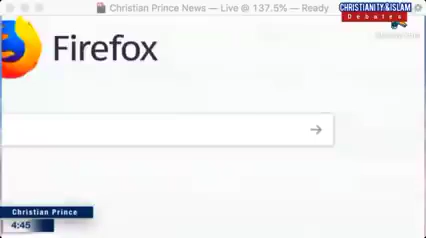 Christian Prince News — Live @ 137.5% — Ready
CHRISTIANITY & ISLAM
Debates
Firefox
Christian Prince
4:45